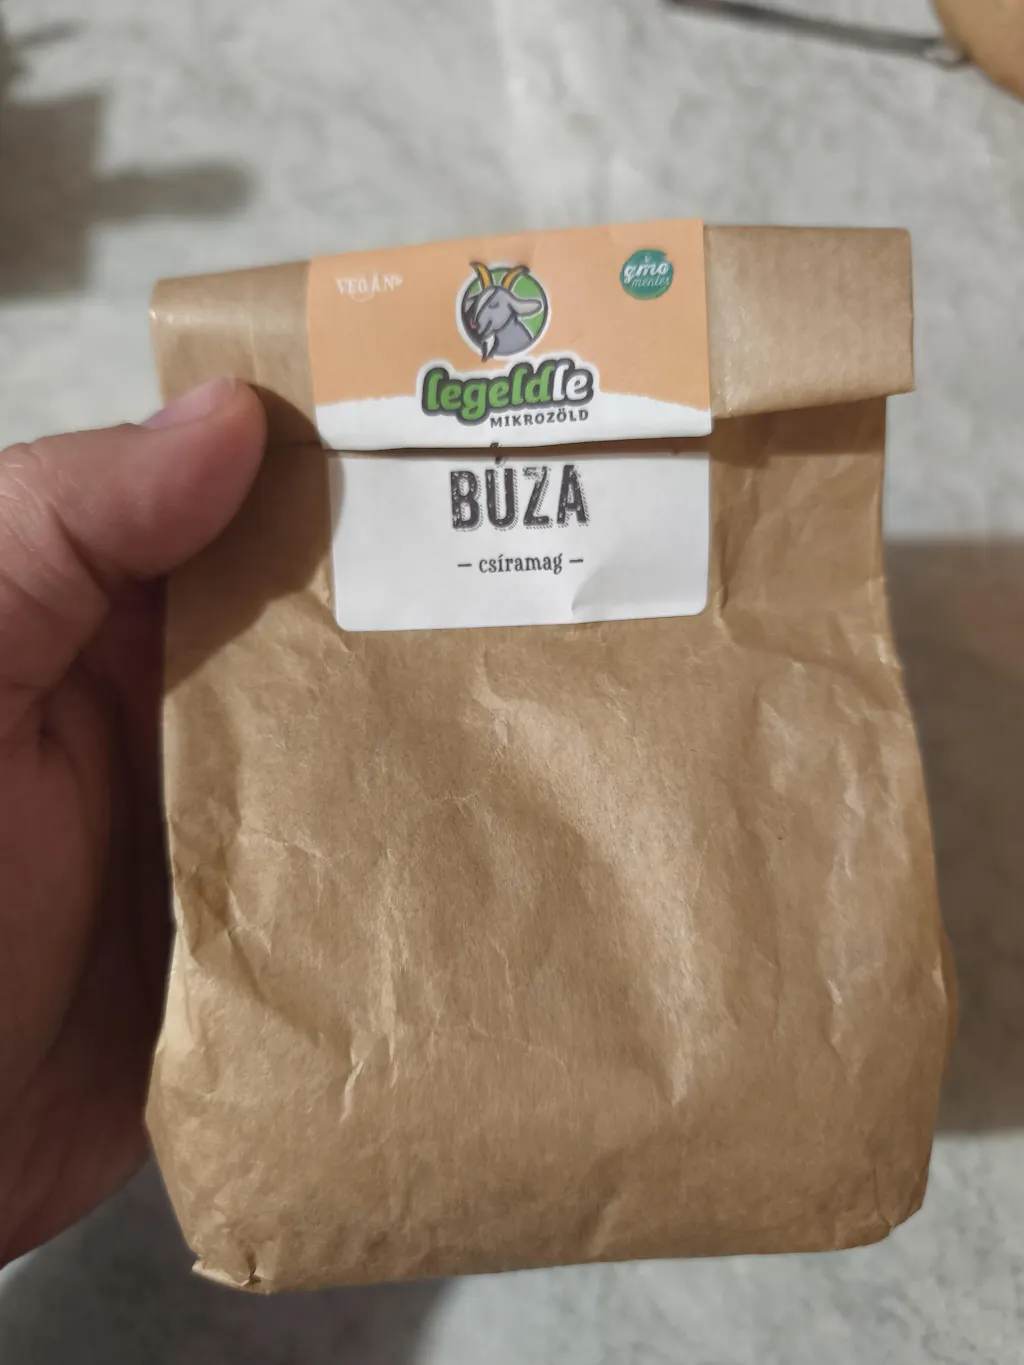 VEGÁN
gmo
mentes
legeldle
MIKROZÖLD
BÚZA
– csíramag –